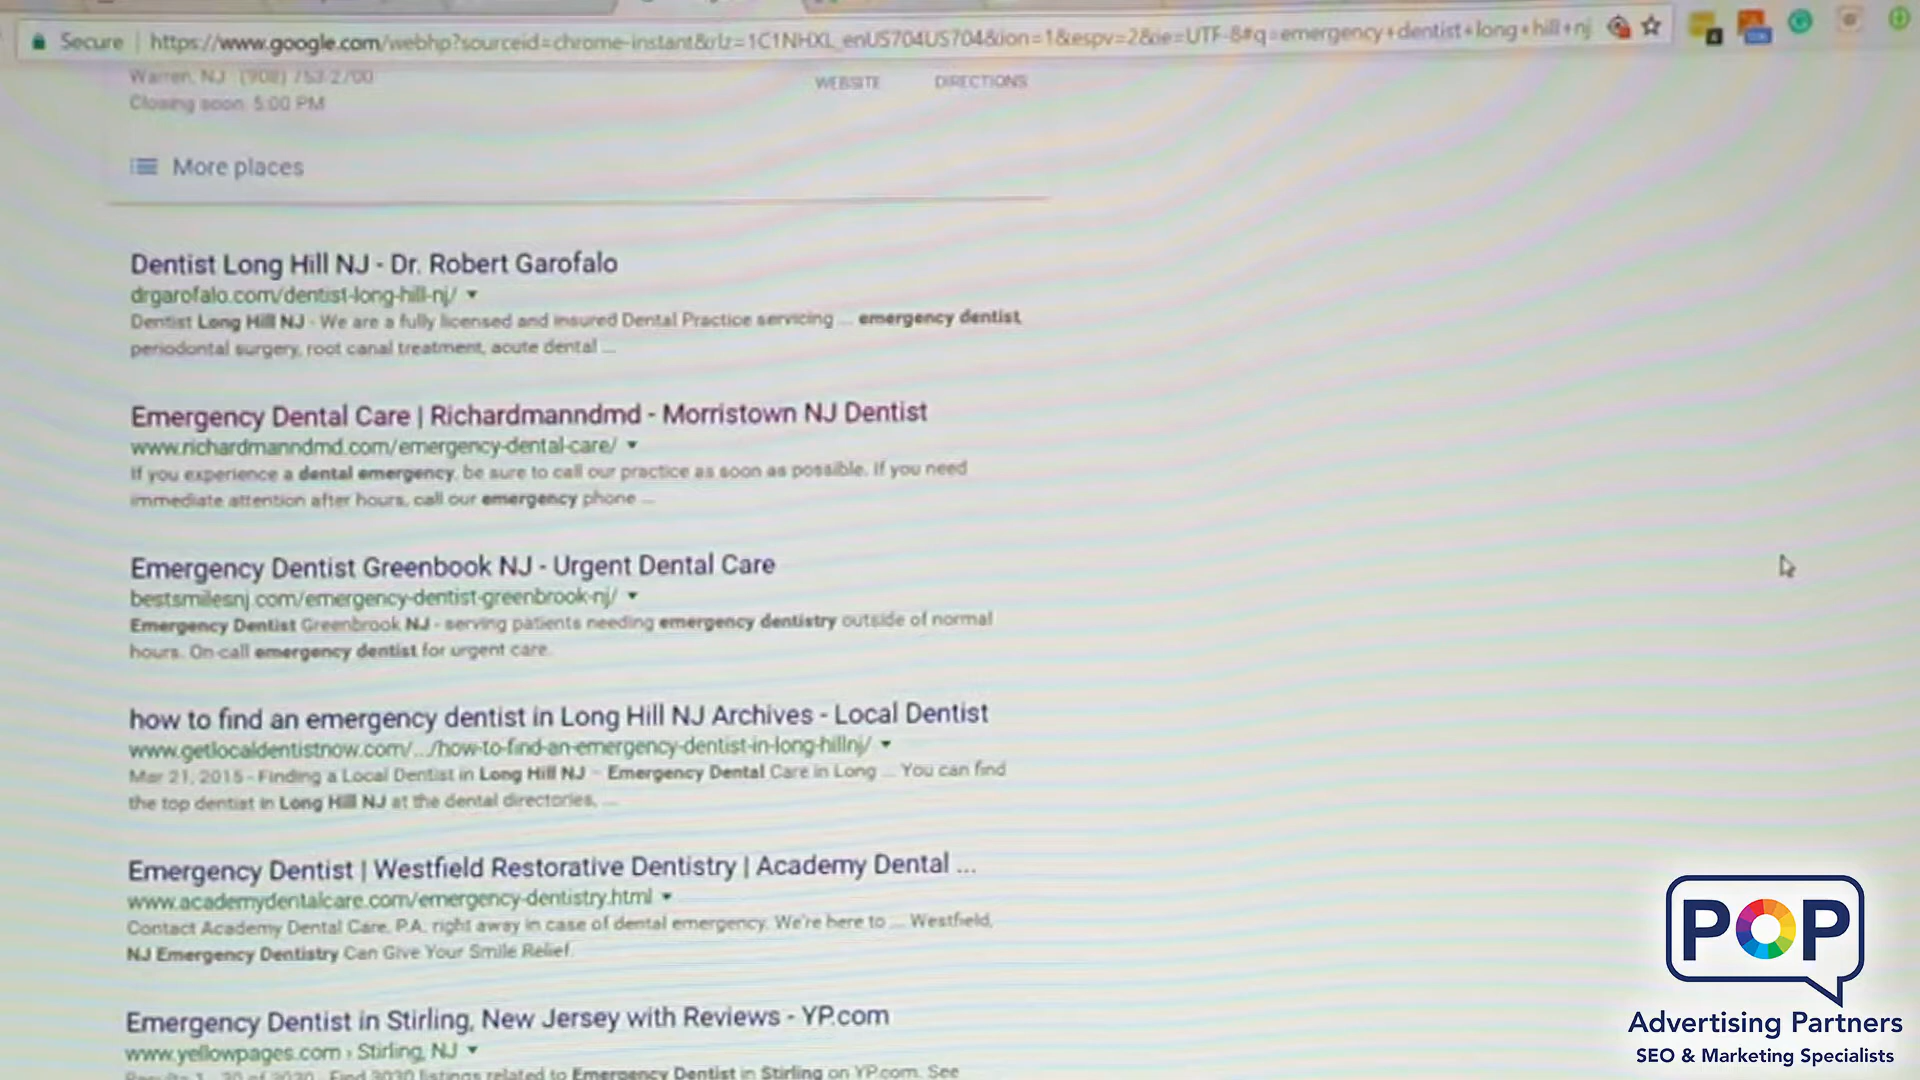 Secure | https://www.google.com/webhp?sourceid=chrome-instant&rlz=1C1NHXL_enUS704US704&ion=1&espv=2&ie=UTF-8#q=emergency+dentist+long+hill+nj
Warren, NJ (908) 753-2700
WEBSITE DIRECTIONS
Closing soon: 5:00 PM
More places
Dentist Long Hill NJ - Dr. Robert Garofalo
drgarofalo.com/dentist-long-hill-nj/
Dentist Long Hill NJ - We are a fully licensed and insured Dental Practice servicing ... emergency dentist,
periodontal surgery, root canal treatment, acute dental ...
Emergency Dental Care | Richardmanndmd - Morristown NJ Dentist
www.richardmanndmd.com/emergency-dental-care/
If you experience a dental emergency, be sure to call our practice as soon as possible. If you need
immediate attention after hours, call our emergency phone ...
Emergency Dentist Greenbook NJ - Urgent Dental Care
bestsmilesnj.com/emergency-dentist-greenbrook-nj/
Emergency Dentist Greenbrook NJ - serving patients needing emergency dentistry outside of normal
hours. On-call emergency dentist for urgent care.
how to find an emergency dentist in Long Hill NJ Archives - Local Dentist
www.getlocaldentistnow.com/.../how-to-find-an-emergency-dentist-in-long-hillnj/
Mar 21, 2015 - Finding a Local Dentist in Long Hill NJ – Emergency Dental Care in Long ... You can find
the top dentist in Long Hill NJ at the dental directories, ...
Emergency Dentist | Westfield Restorative Dentistry | Academy Dental ...
www.academydentalcare.com/emergency-dentistry.html
Contact Academy Dental Care, P.A. right away in case of dental emergency. We're here to ... Westfield,
NJ Emergency Dentistry Can Give Your Smile Relief.
Emergency Dentist in Stirling, New Jersey with Reviews - YP.com
www.yellowpages.com › Stirling, NJ
Results 1 - 30 of 3030 - Find 3030 listings related to Emergency Dentist in Stirling on YP.com. See
POP
Advertising Partners
SEO & Marketing Specialists